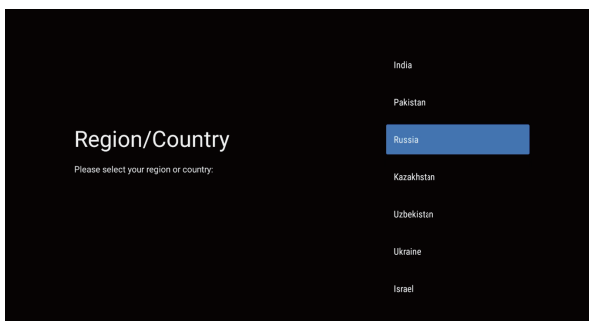 Region/Country
Please select your region or country:
India
Pakistan
Russia
Kazakhstan
Uzbekistan
Ukraine
Israel